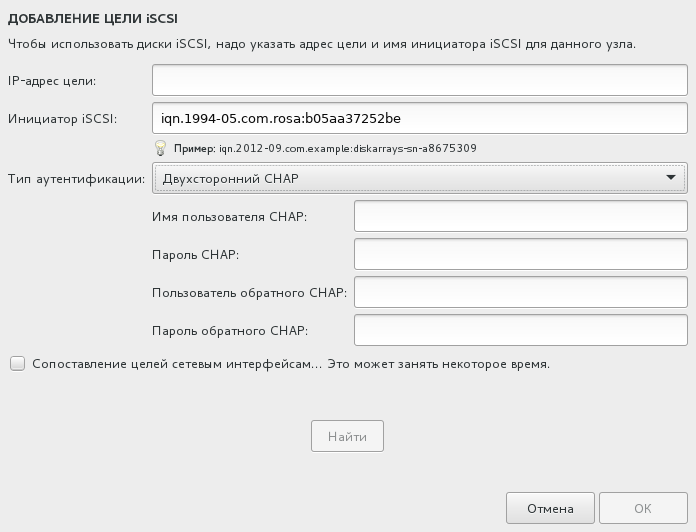 ДОБАВЛЕНИЕ ЦЕЛИ iSCSI
Чтобы использовать диски iSCSI, надо указать адрес цели и имя инициатора iSCSI для данного узла.
IP-адрес цели:
Инициатор iSCSI: iqn.1994-05.com.rosa:b05aa37252be
Пример: iqn.2012-09.com.example:diskarrays-sn-a8675309
Тип аутентификации: Двухсторонний CHAP
Имя пользователя CHAP:
Пароль CHAP:
Пользователь обратного CHAP:
Пароль обратного CHAP:
Сопоставление целей сетевым интерфейсам... Это может занять некоторое время.
Найти
Отмена OK